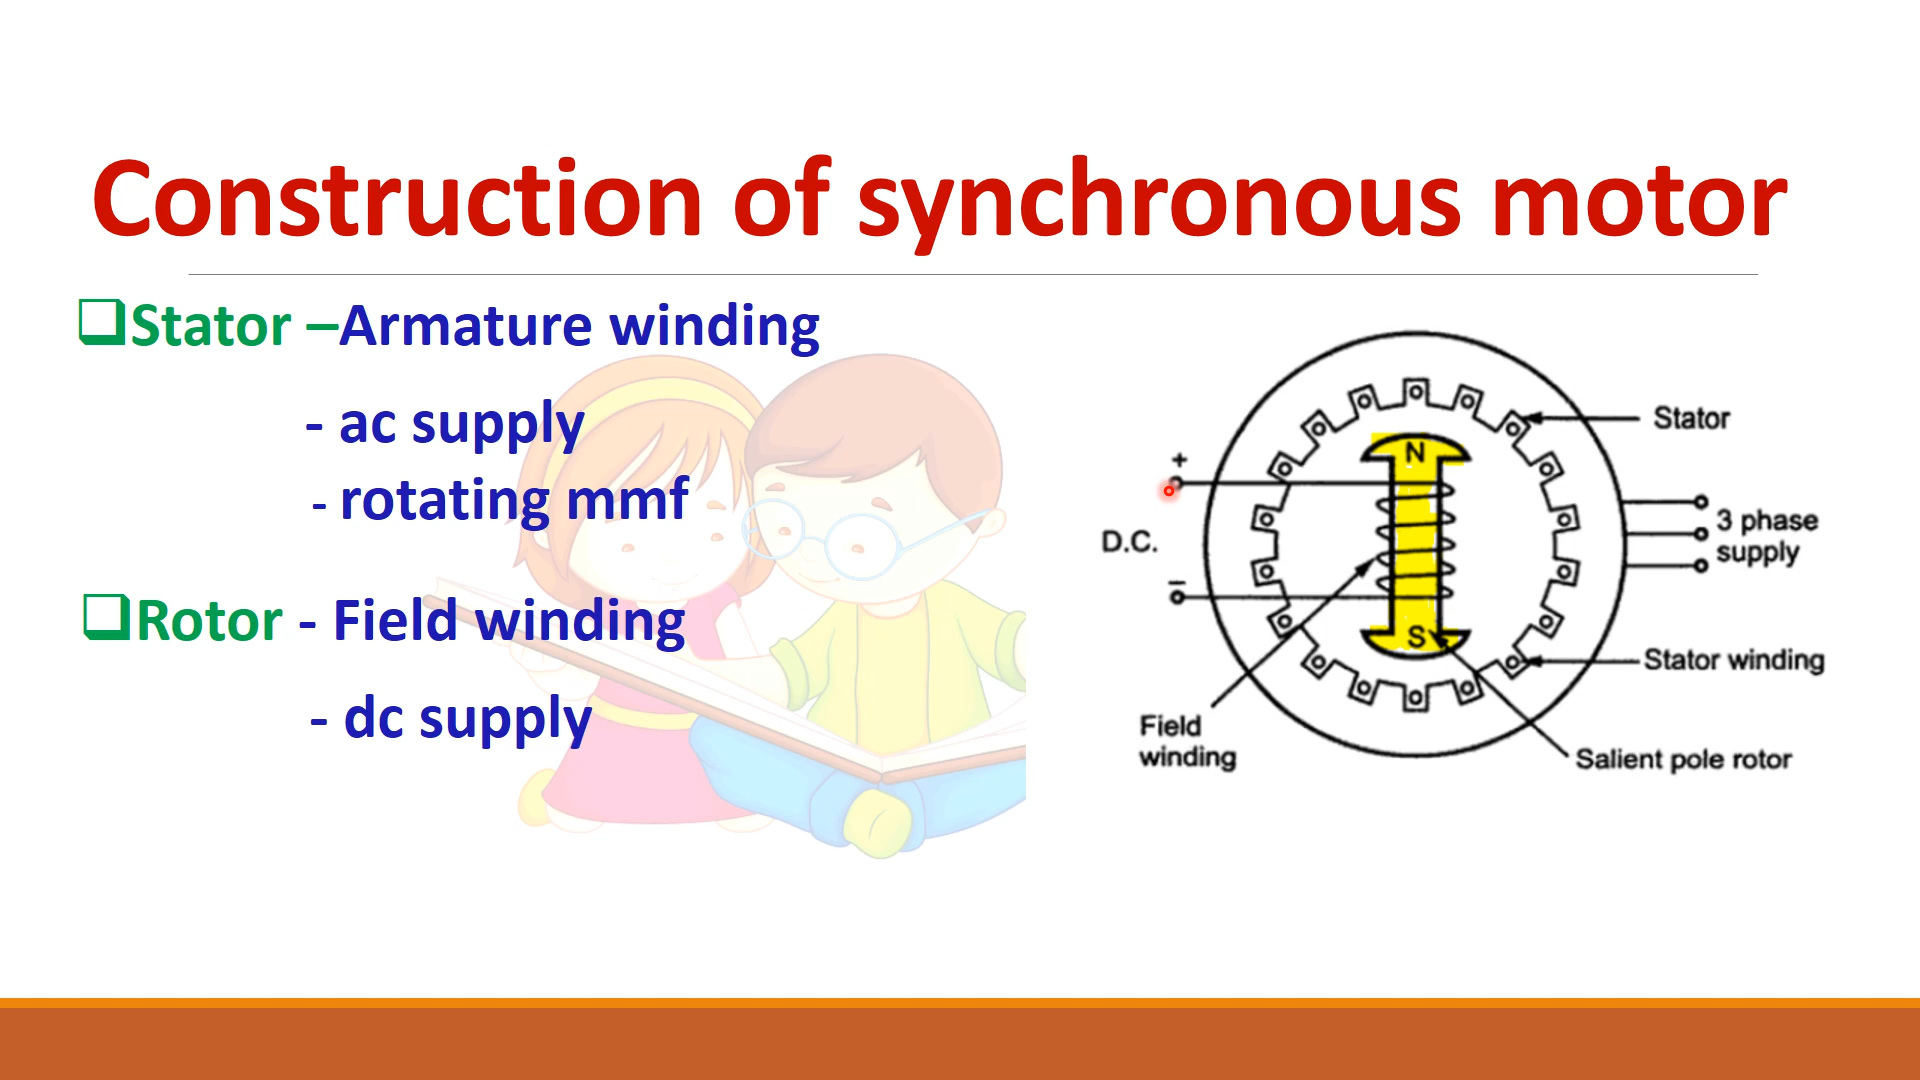 Construction of synchronous motor
❑Stator –Armature winding
- ac supply
- rotating mmf
❑Rotor - Field winding
- dc supply
N
Stator
+
3 phase
supply
D.C.
–
S
Stator winding
Field
winding
Salient pole rotor